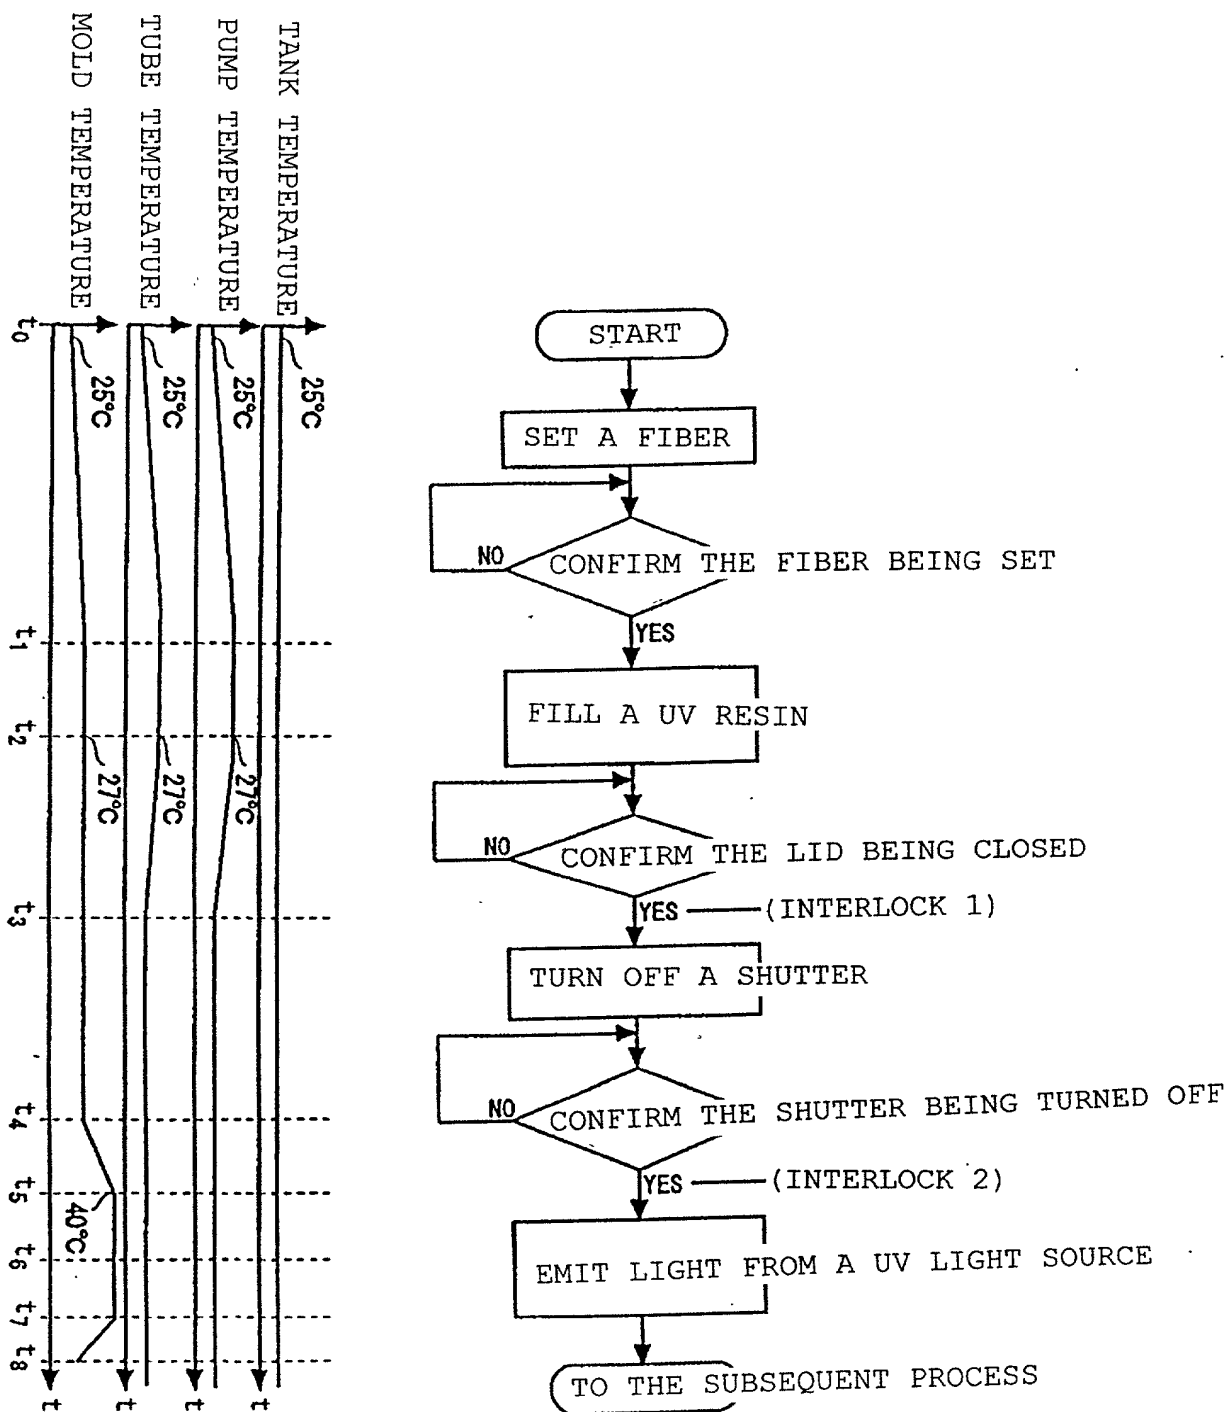 TANK TEMPERATURE
PUMP TEMPERATURE
TUBE TEMPERATURE
MOLD TEMPERATURE
25°C
25°C
25°C
25°C
27°C
27°C
27°C
40°C
t0
t1
t2
t3
t4
t5
t6
t7
t8
t
t
t
t
START
SET A FIBER
CONFIRM THE FIBER BEING SET
NO
YES
FILL A UV RESIN
CONFIRM THE LID BEING CLOSED
NO
YES
(INTERLOCK 1)
TURN OFF A SHUTTER
CONFIRM THE SHUTTER BEING TURNED OFF
NO
YES
(INTERLOCK 2)
EMIT LIGHT FROM A UV LIGHT SOURCE
TO THE SUBSEQUENT PROCESS